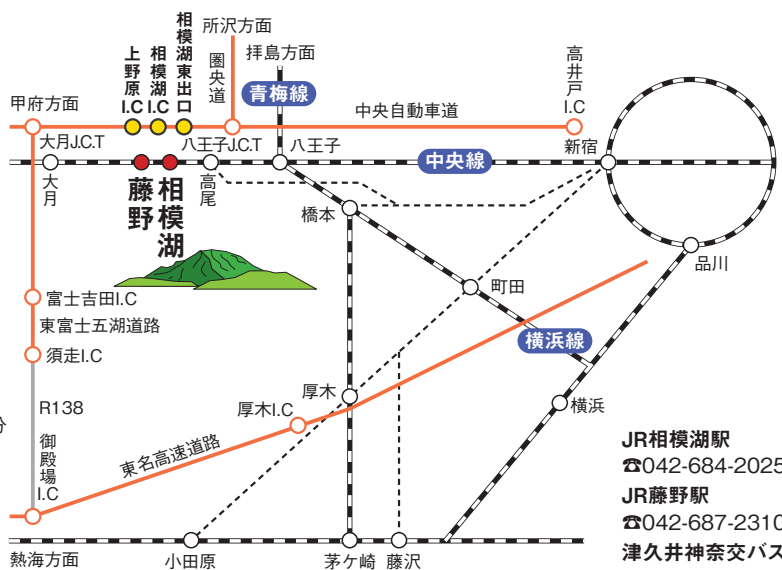 所沢方面
相模湖東出口
相模湖I.C
上野原I.C
圏央道
拝島方面
高井戸I.C
青梅線
甲府方面
中央自動車道
大月J.C.T
八王子J.C.T
八王子
中央線
新宿
大月
藤野
相模湖
高尾
橋本
品川
富士吉田I.C
町田
東富士五湖道路
横浜線
須走I.C
厚木
R138
厚木I.C
横浜
分
御殿場I.C
東名高速道路
JR相模湖駅
☎042-684-2025
JR藤野駅
☎042-687-2310
津久井神奈交バス
熱海方面
小田原
茅ケ崎
藤沢